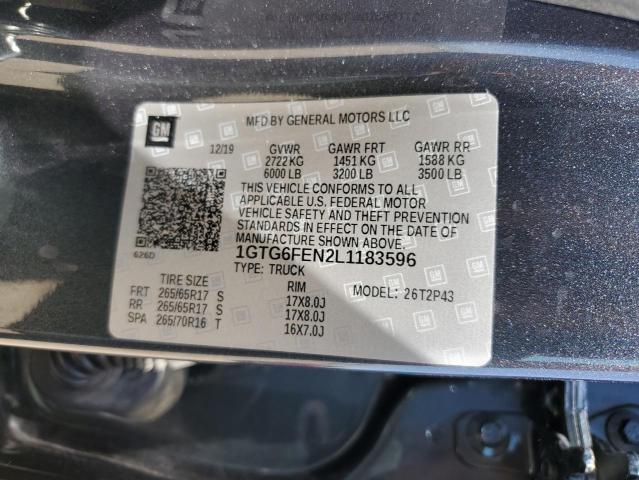 GM
MFD BY GENERAL MOTORS LLC
12/19 GVWR GAWR FRT GAWR RR
2722 KG 1451 KG 1588 KG
6000 LB 3200 LB 3500 LB
THIS VEHICLE CONFORMS TO ALL
APPLICABLE U.S. FEDERAL MOTOR
VEHICLE SAFETY AND THEFT PREVENTION
STANDARDS IN EFFECT ON THE DATE OF
MANUFACTURE SHOWN ABOVE.
626D 1GTG6FEN2L1183596
TYPE: TRUCK
TIRE SIZE RIM MODEL: 26T2P43
FRT 265/65R17 S 17X8.0J
RR 265/65R17 S 17X8.0J
SPA 265/70R16 T 16X7.0J